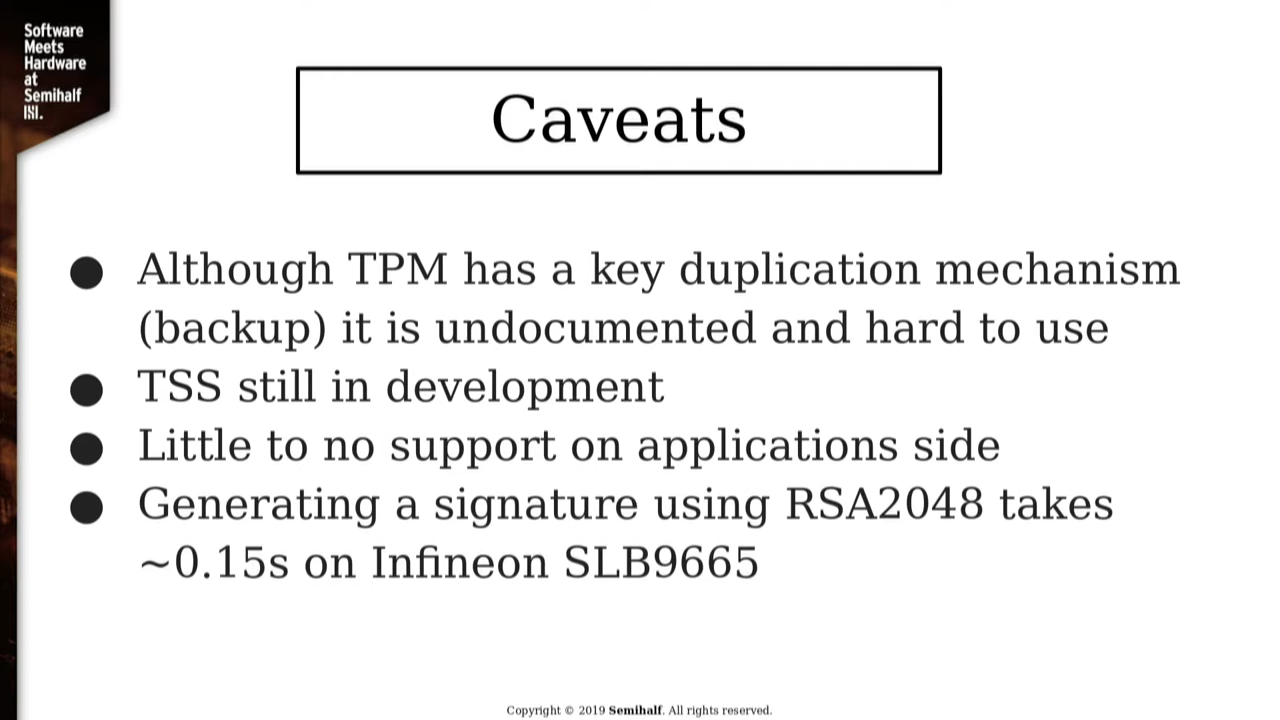 Software
Meets
Hardware
at
Semihalf
Caveats
● Although TPM has a key duplication mechanism
(backup) it is undocumented and hard to use
● TSS still in development
● Little to no support on applications side
● Generating a signature using RSA2048 takes
~0.15s on Infineon SLB9665
Copyright © 2019 Semihalf. All rights reserved.